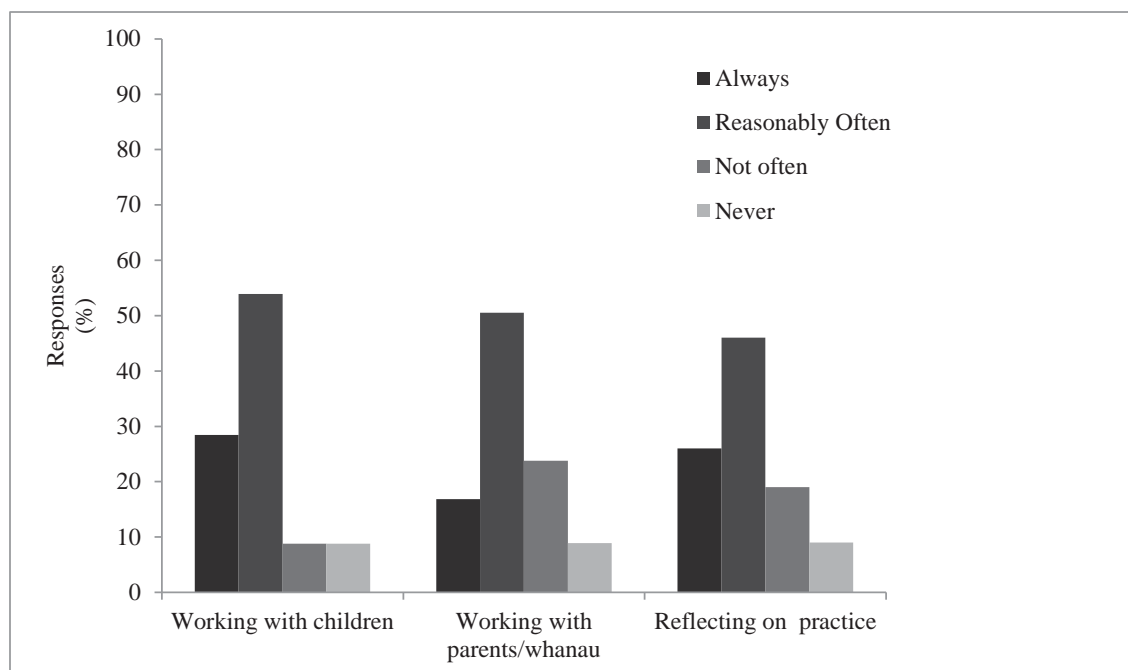 100
90
80
70
60
50
40
30
20
10
0
Responses
(%)
Always
Reasonably Often
Not often
Never
Working with children
Working with
parents/whanau
Reflecting on practice